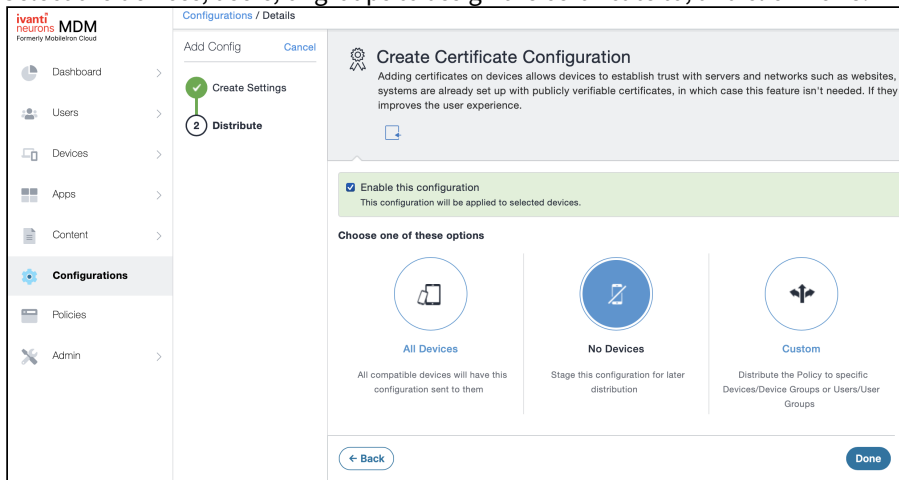 Configurations / Details
ivanti
neurons MDM
Formerly MobileIron Cloud
Dashboard
Users
Devices
Apps
Content
Configurations
Policies
Admin
Add Config
Cancel
Create Settings
2 Distribute
Create Certificate Configuration
Adding certificates on devices allows devices to establish trust with servers and networks such as websites,
systems are already set up with publicly verifiable certificates, in which case this feature isn't needed. If they
improves the user experience.
Enable this configuration
This configuration will be applied to selected devices.
Choose one of these options
All Devices
All compatible devices will have this
configuration sent to them
No Devices
Stage this configuration for later
distribution
Custom
Distribute the Policy to specific
Devices/Device Groups or Users/User
Groups
← Back
Done